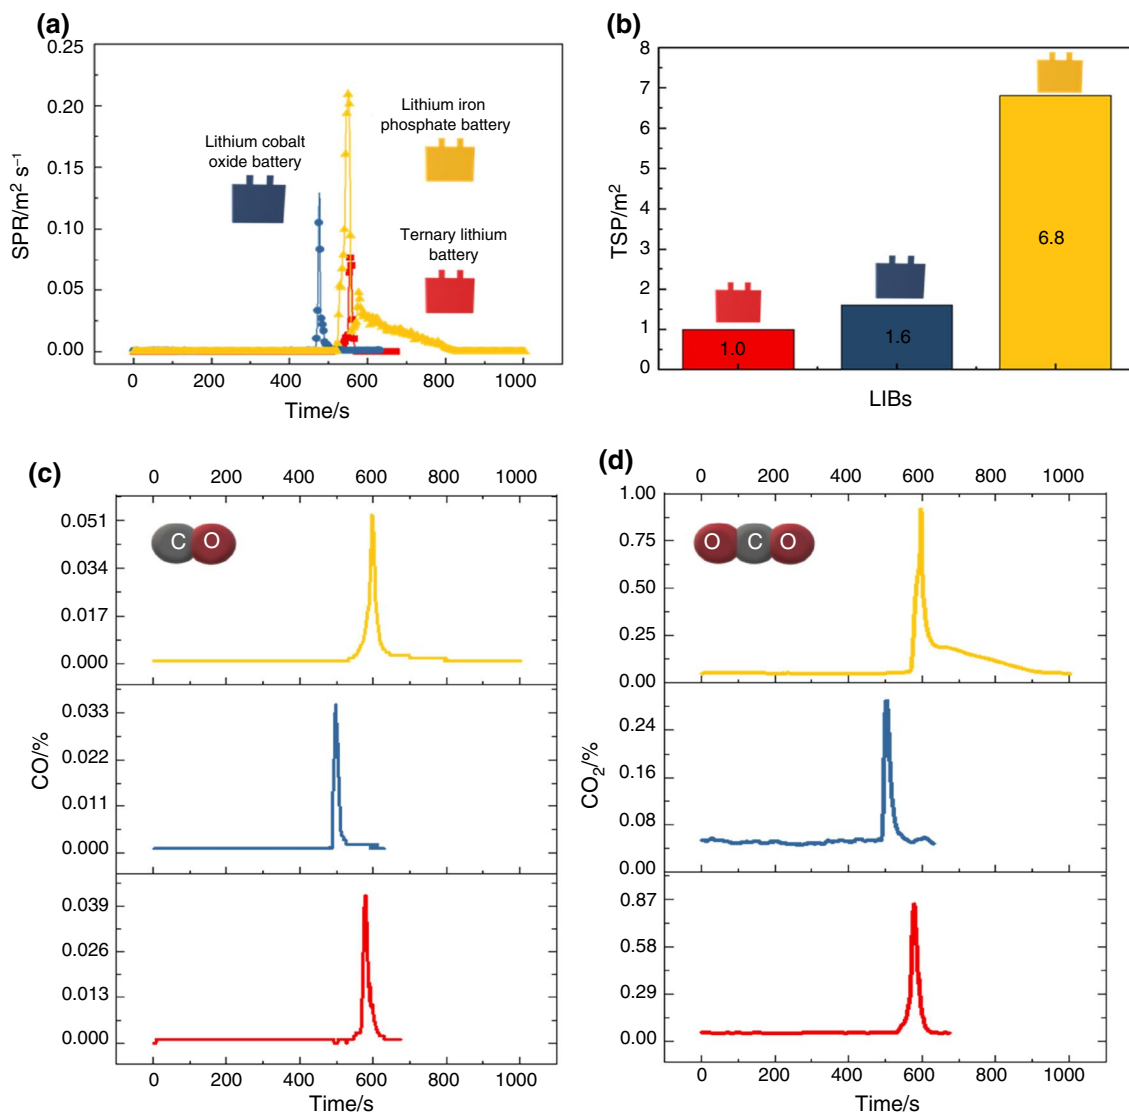 (a)
0.25
0.20
0.15
0.10
0.05
0.00
SPR/m² s⁻¹
Lithium cobalt
oxide battery
Lithium iron
phosphate battery
Ternary lithium
battery
0 200 400 600 800 1000
Time/s
(b)
8
7
6
5
4
3
2
1
0
TSP/m²
1.0
1.6
6.8
LIBs
(c)
0 200 400 600 800 1000
C O
0.051
0.034
0.017
0.000
0.033
0.022
0.011
0.000
0.039
0.026
0.013
0.000
CO/%
0 200 400 600 800 1000
Time/s
(d)
0 200 400 600 800 1000
O C O
1.00
0.75
0.50
0.25
0.00
0.24
0.16
0.08
0.00
0.87
0.58
0.29
0.00
CO₂/%
0 200 400 600 800 1000
Time/s